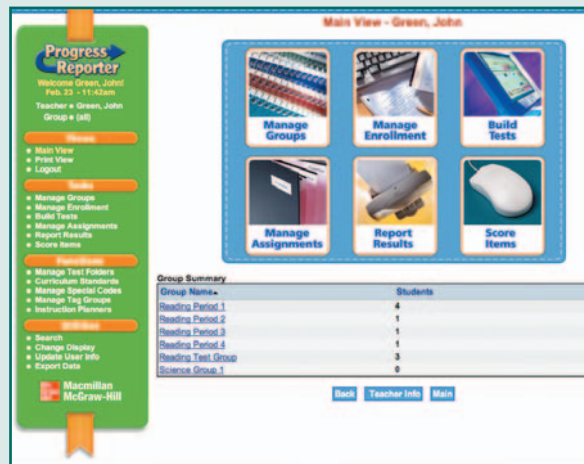 Main View - Green, John
Progress
Reporter
Welcome Green, John!
Feb. 23 - 11:42am
Teacher • Green, John
Group • (all)
Views
• Main View
• Print View
• Logout
Tasks
• Manage Groups
• Manage Enrollment
• Build Tests
• Manage Assignments
• Report Results
• Score Items
Functions
• Manage Test Folders
• Curriculum Standards
• Manage Special Codes
• Manage Tag Groups
• Instruction Planners
Utilities
• Search
• Change Display
• Update User Info
• Export Data
Macmillan
McGraw-Hill
Manage
Groups
Manage
Enrollment
Build
Tests
Manage
Assignments
Report
Results
Score
Items
Group Summary
Group Name▲ Students
Reading Period 1 4
Reading Period 2 1
Reading Period 3 1
Reading Period 4 1
Reading Test Group 3
Science Group 1 0
Back Teacher Info Main